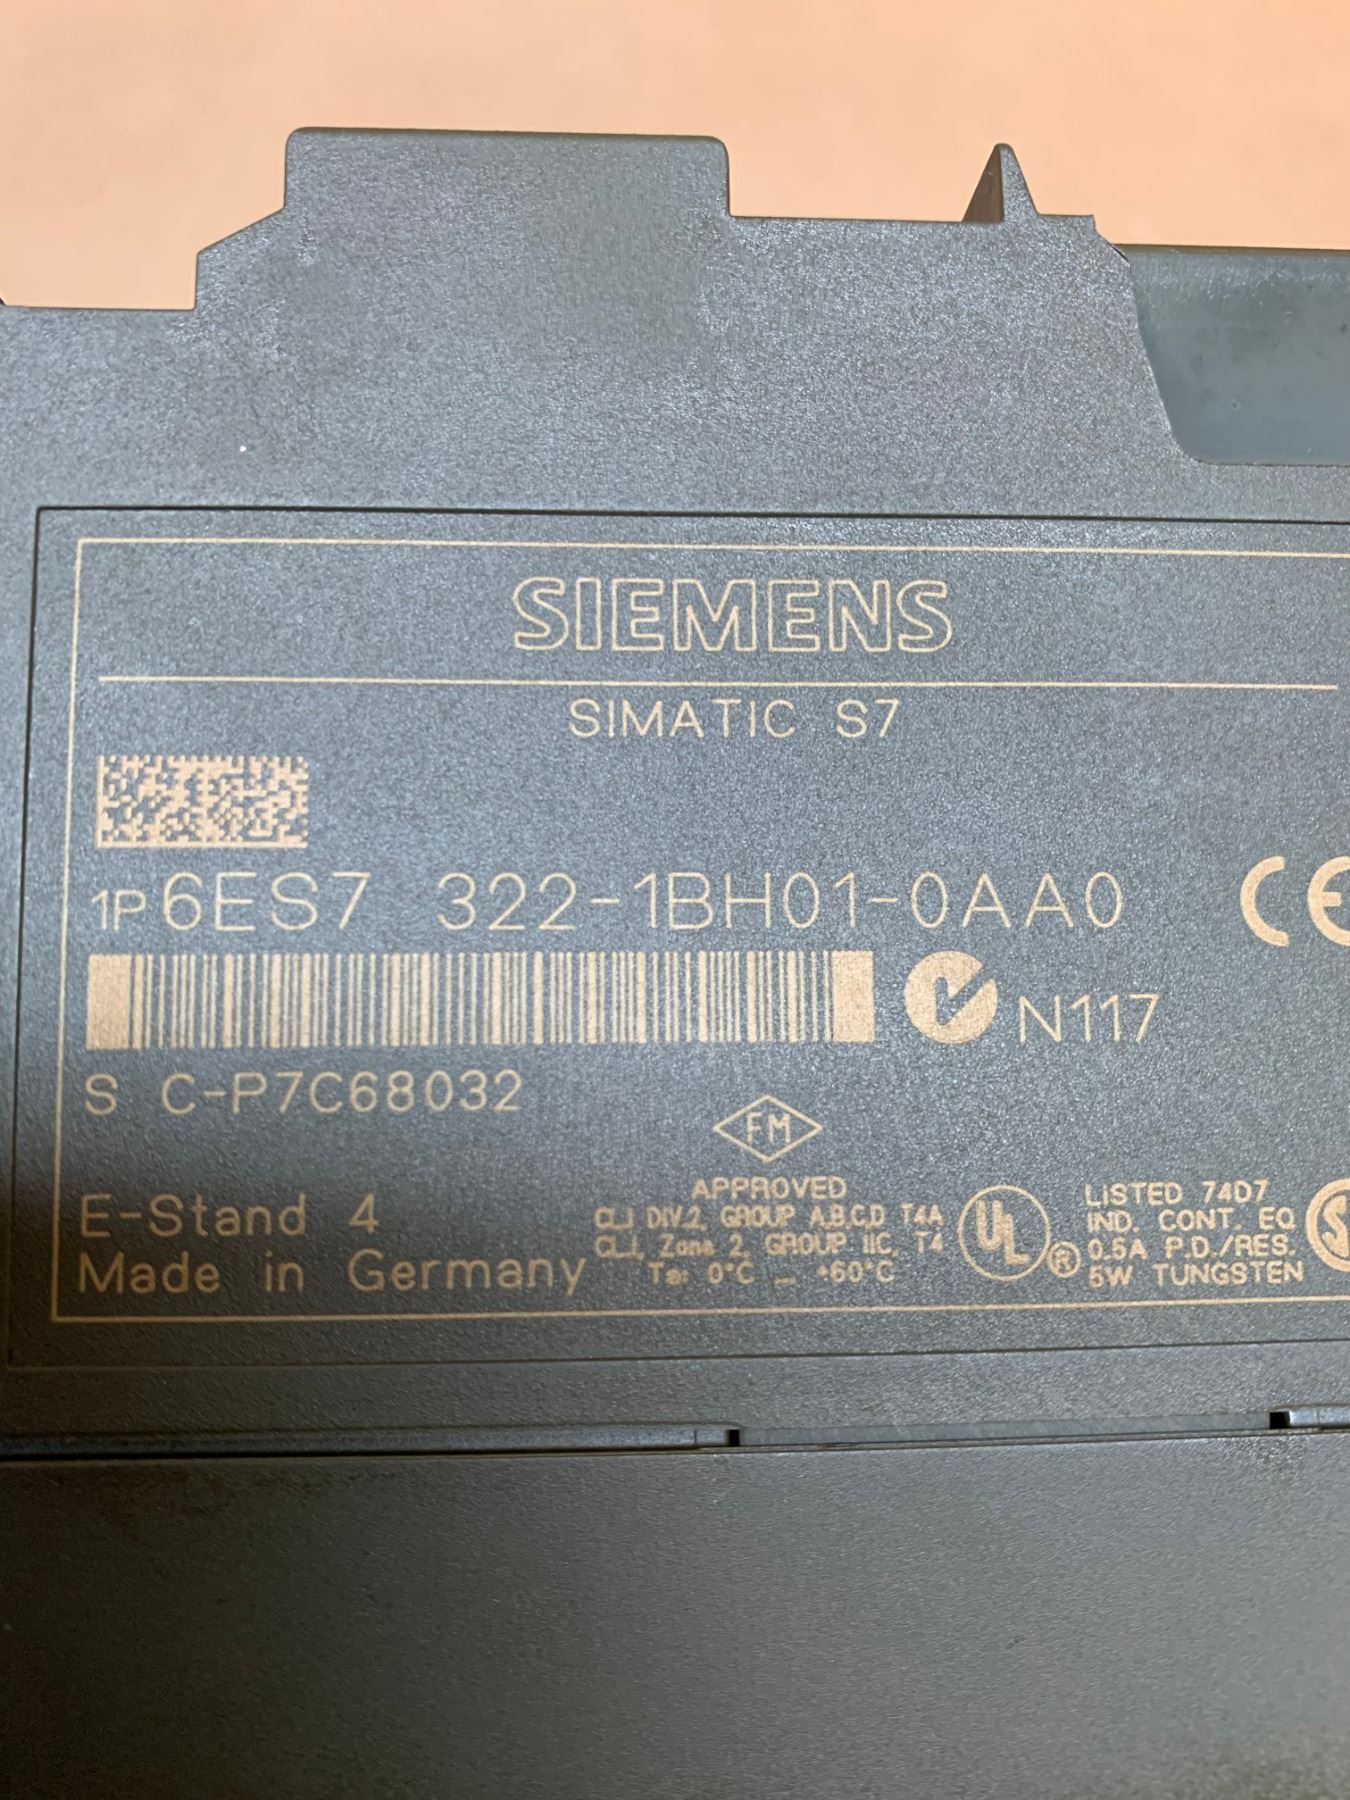 SIEMENS
SIMATIC S7
1P 6ES7 322-1BH01-0AA0
CE
N117
S C-P7C68032
FM
APPROVED
CL.I, DIV.2, GROUP A,B,C,D T4A
CL.I, Zone 2, GROUP IIC, T4
Ta: 0°C _ +60°C
UL ®
LISTED 74D7
IND. CONT. EQ
0.5A P.D./RES.
5W TUNGSTEN
E-Stand 4
Made in Germany